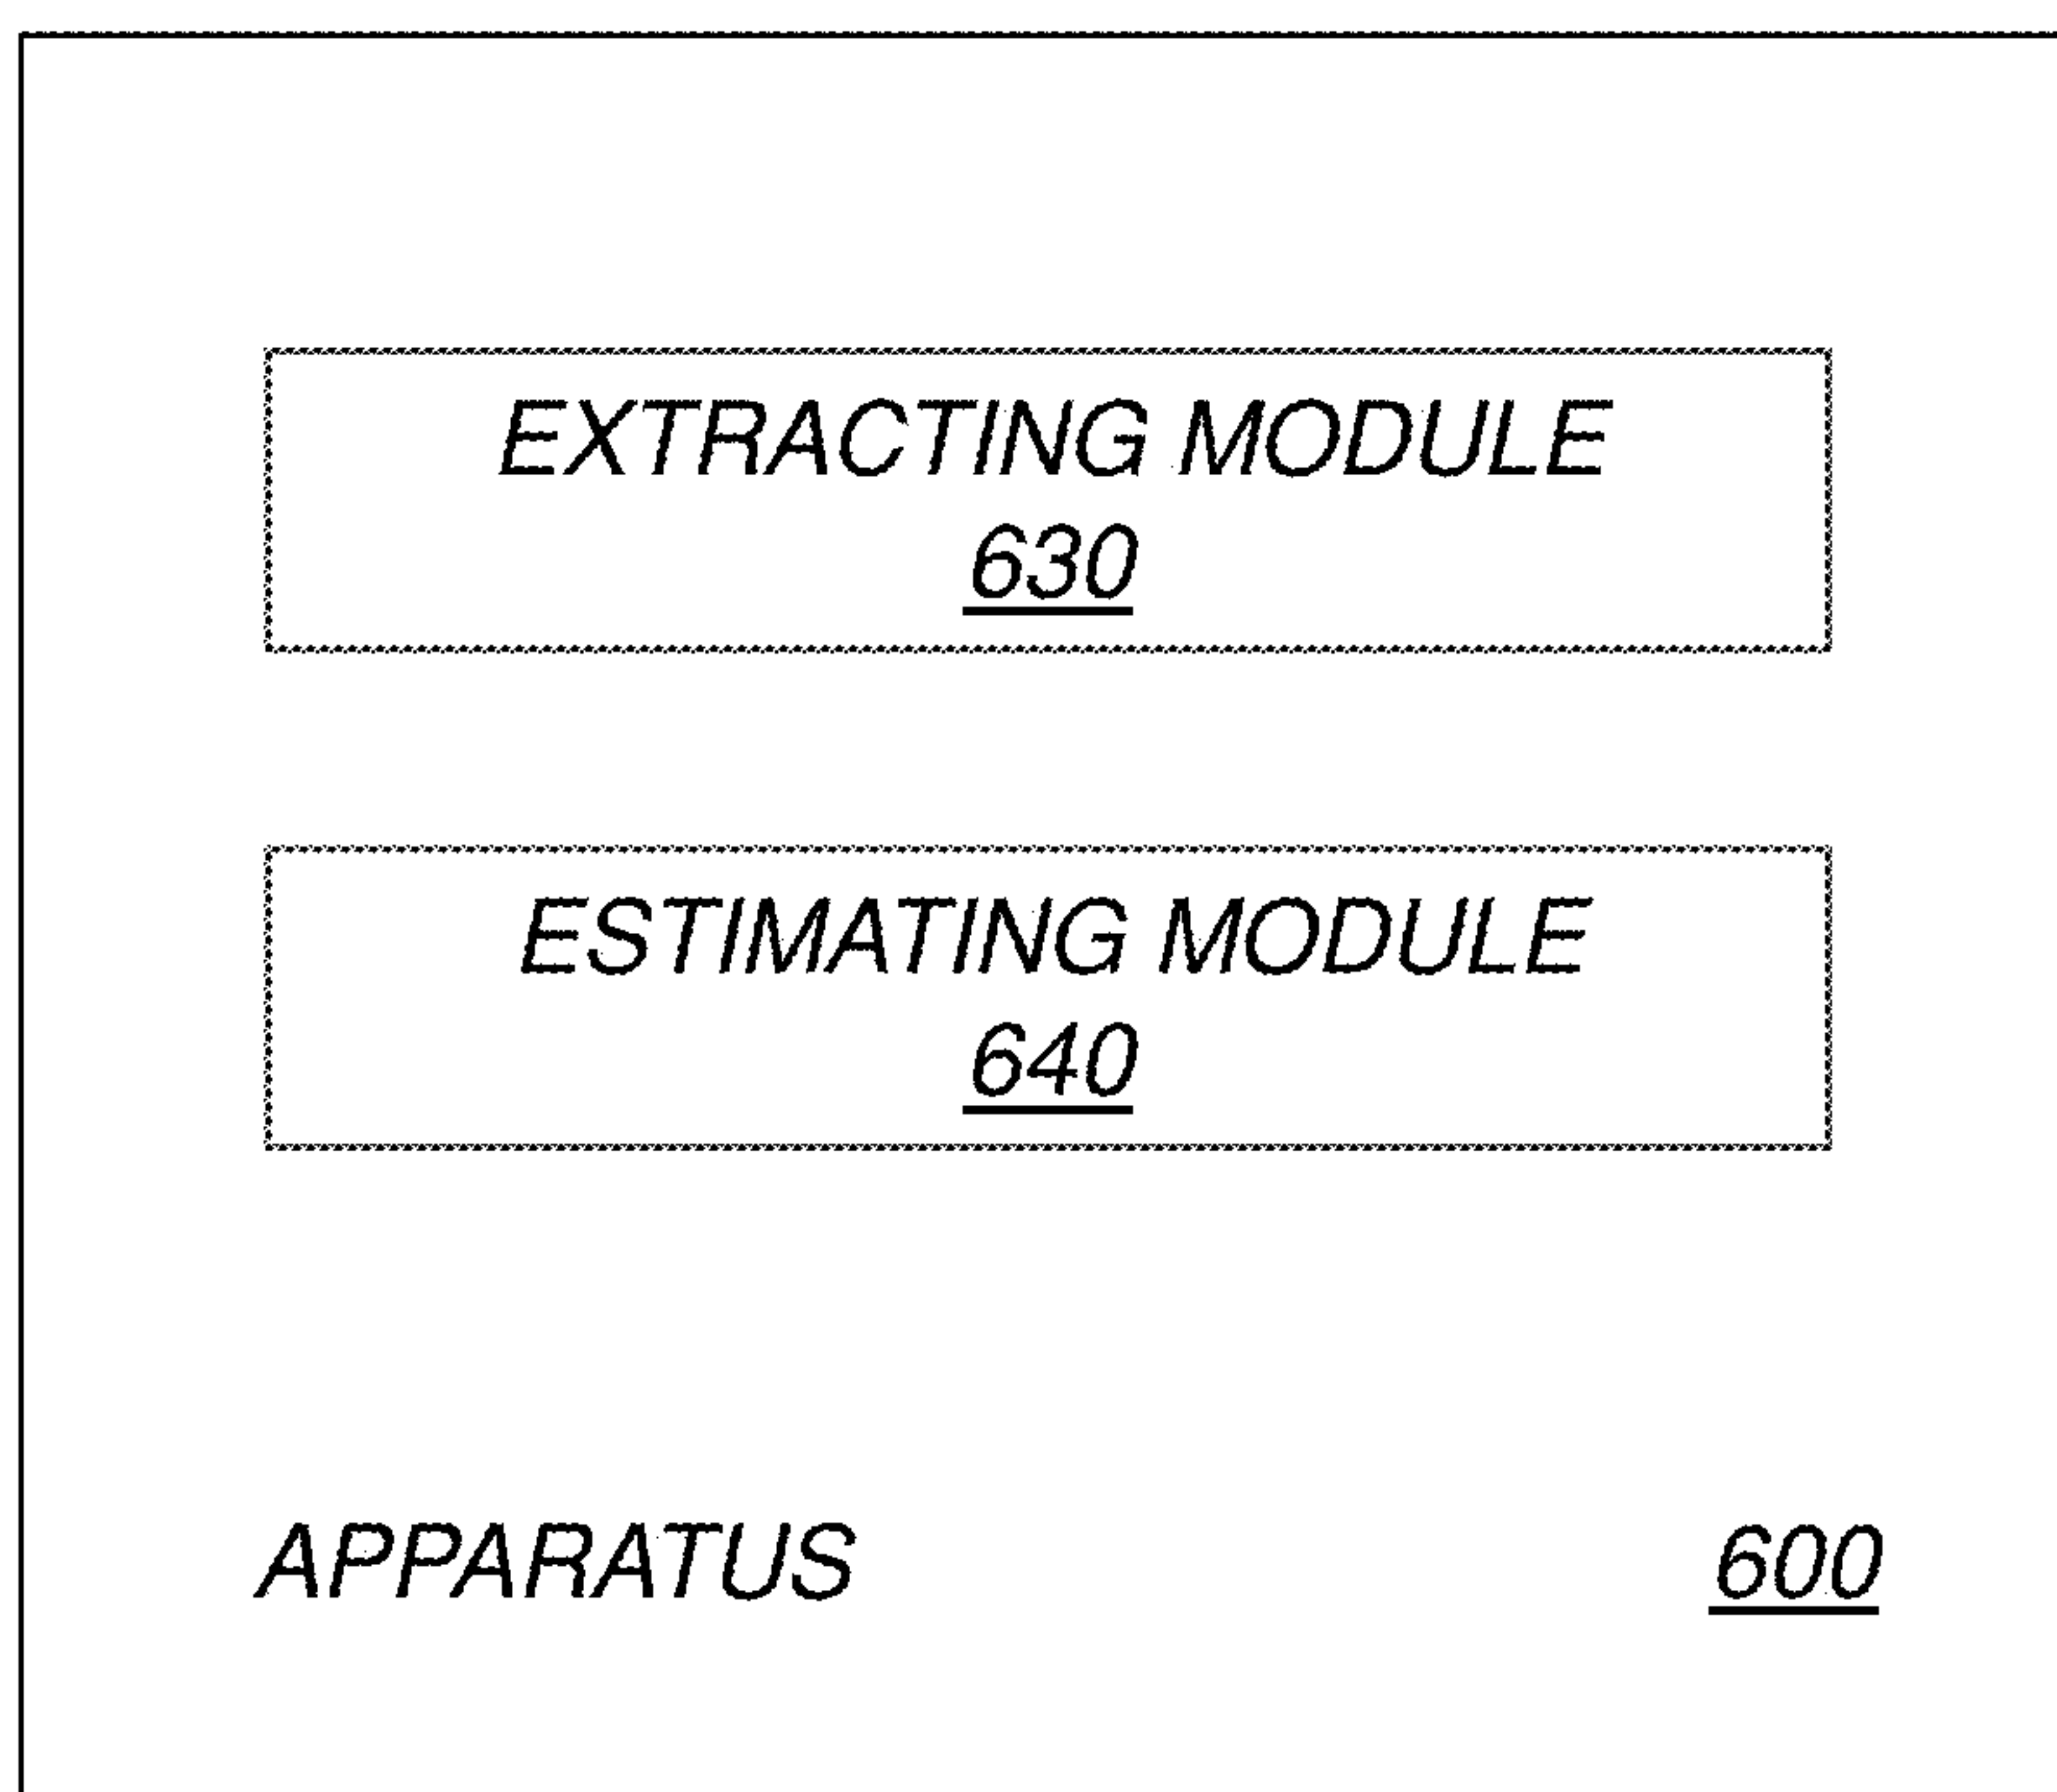 EXTRACTING MODULE
630
ESTIMATING MODULE
640
APPARATUS 600